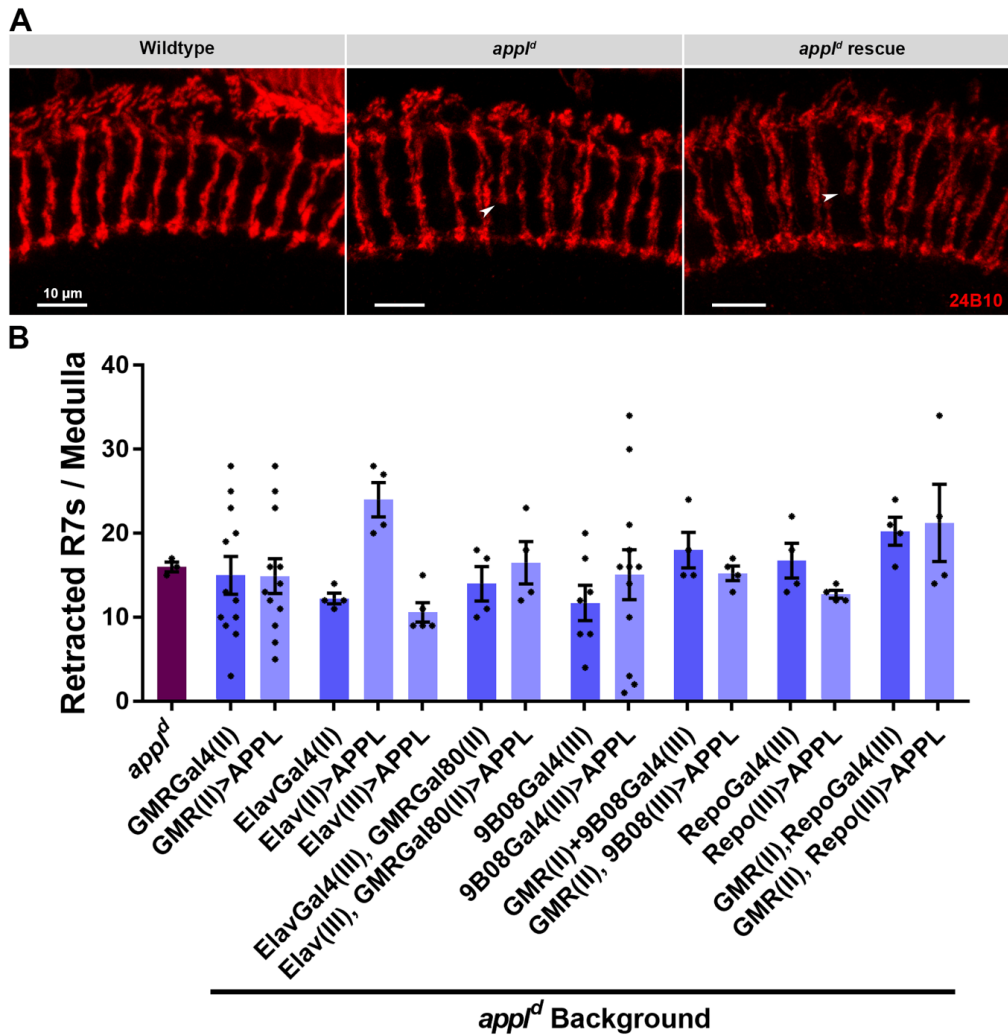 A
Wildtype
appl^d
appl^d rescue
10 µm
24B10
B
Retracted R7s / Medulla
40
30
20
10
0
appl^d
GMRGal4(II)
GMR(II)>APPL
ElavGal4(II)
Elav(II)>APPL
Elav(III)>APPL
ElavGal4(III), GMRGal80(II)
Elav(III), GMRGal80(II)>APPL
9B08Gal4(III)
9B08Gal4(III)>APPL
GMR(II)+9B08Gal4(III)
GMR(II), 9B08(III)>APPL
RepoGal4(III)
Repo(III)>APPL
GMR(II),RepoGal4(III)
GMR(II), Repo(III)>APPL
appl^d Background